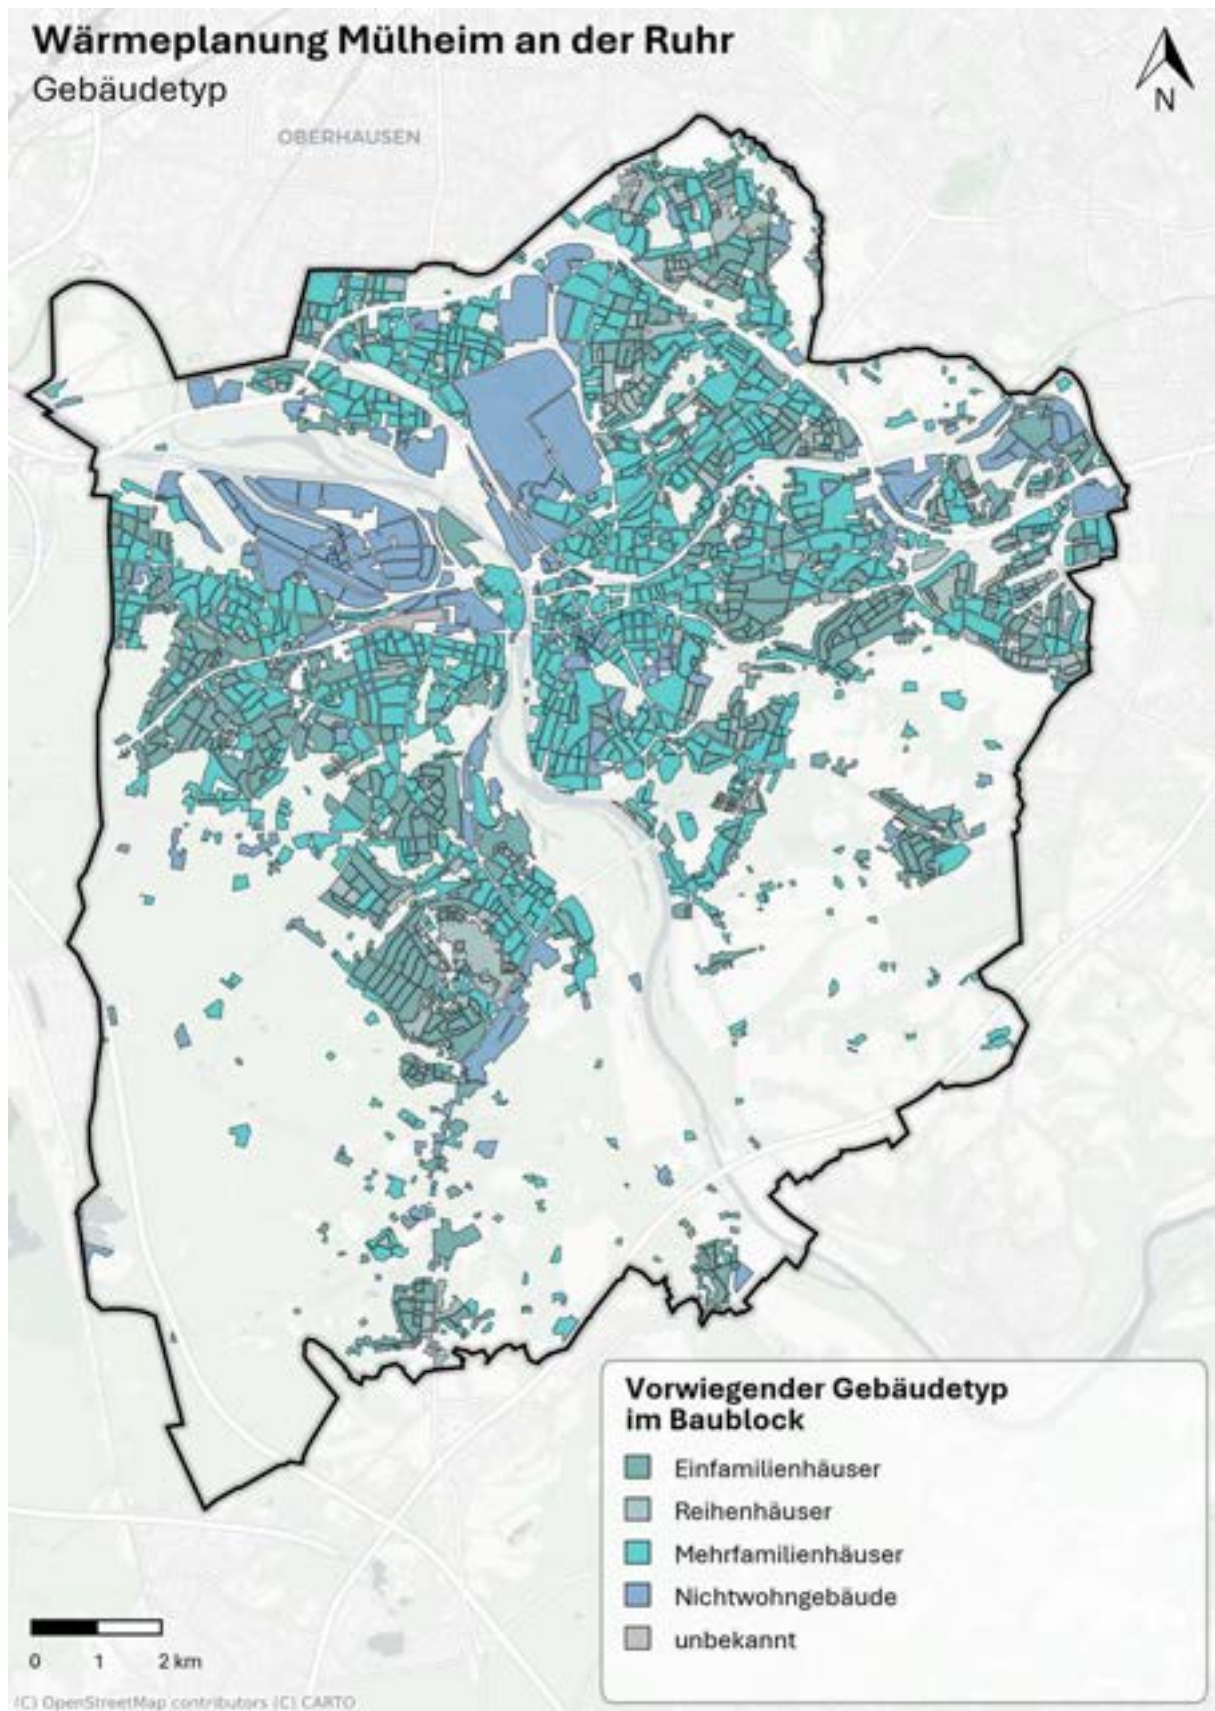 Wärmeplanung Mülheim an der Ruhr
Gebäudetyp
N
OBERHAUSEN
Vorwiegender Gebäudetyp
im Baublock
Einfamilienhäuser
Reihenhäuser
Mehrfamilienhäuser
Nichtwohngebäude
unbekannt
0 1 2 km
(C) OpenStreetMap contributors (C) CARTO